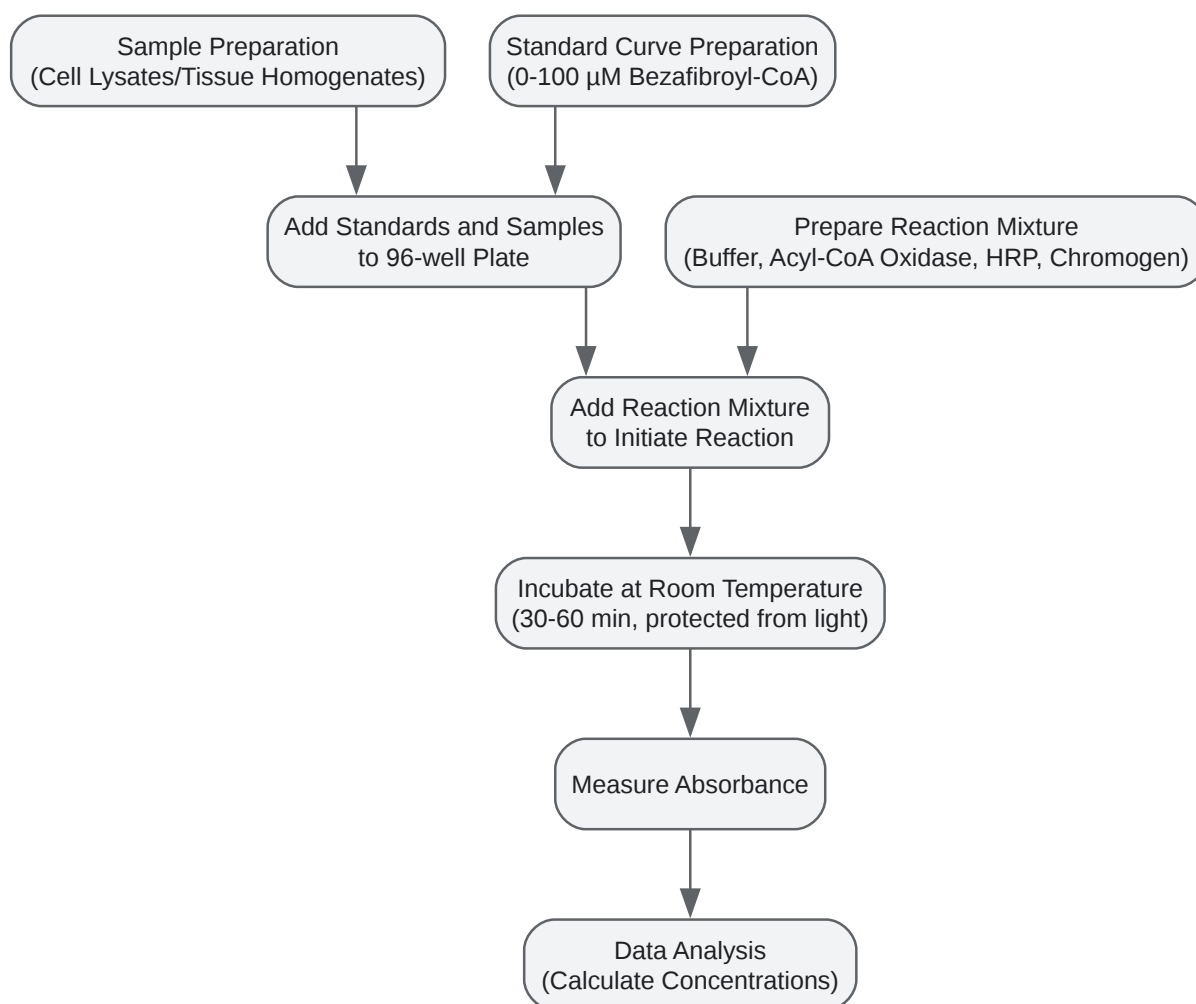 Sample Preparation
(Cell Lysates/Tissue Homogenates)
Standard Curve Preparation
(0-100 µM Bezafibroyl-CoA)
Add Standards and Samples
to 96-well Plate
Prepare Reaction Mixture
(Buffer, Acyl-CoA Oxidase, HRP, Chromogen)
Add Reaction Mixture
to Initiate Reaction
Incubate at Room Temperature
(30-60 min, protected from light)
Measure Absorbance
Data Analysis
(Calculate Concentrations)